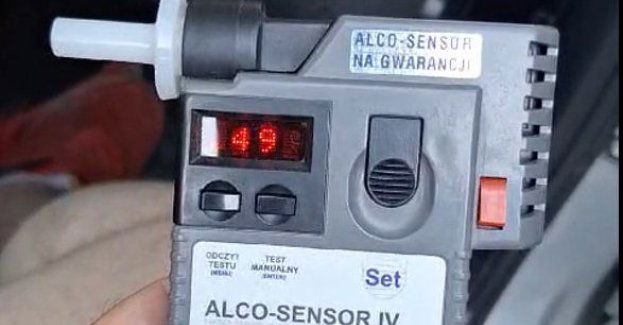 ALCO-SENSOR
NA GWARANCJI
49
ODCZYT TEST
TESTU MANUALNY
Set
ALCO-SENSOR IV